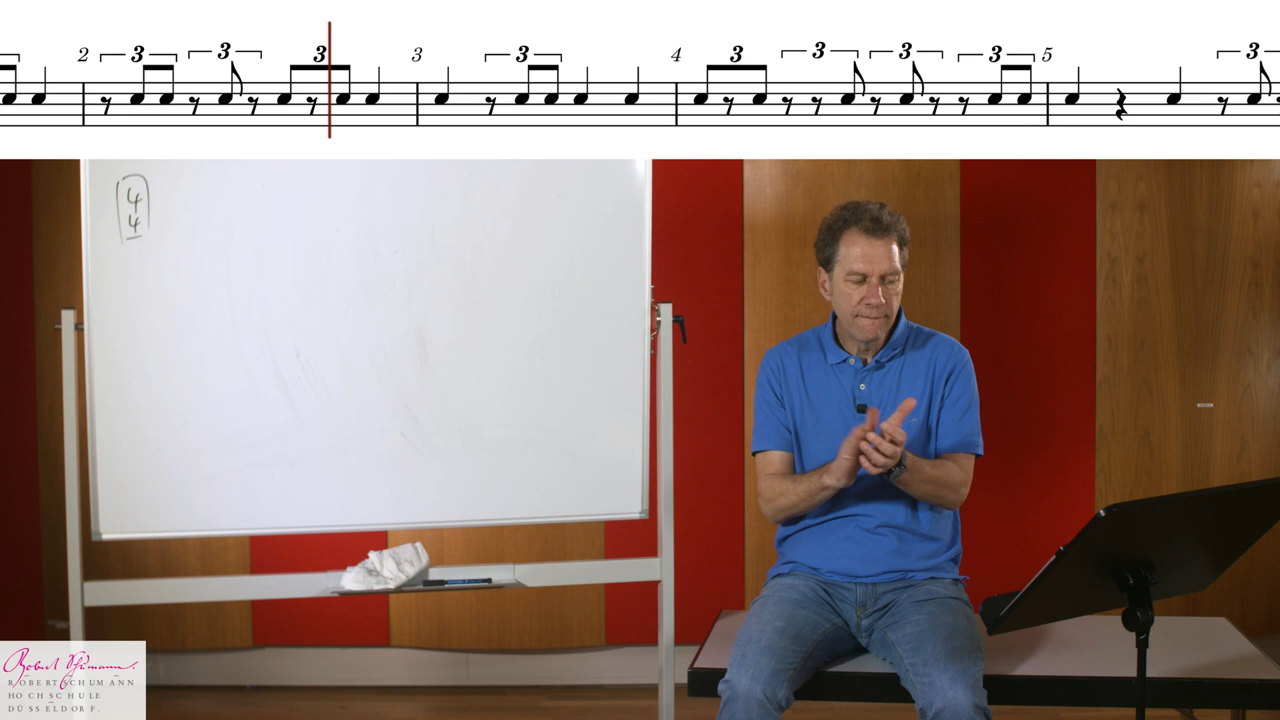 2 3 3 3 3 3 4 3 3 3 3 5 3
4
4
Robert Schumann
ROBERT SCHUMANN
HOCHSCHULE
DÜSSELDORF.